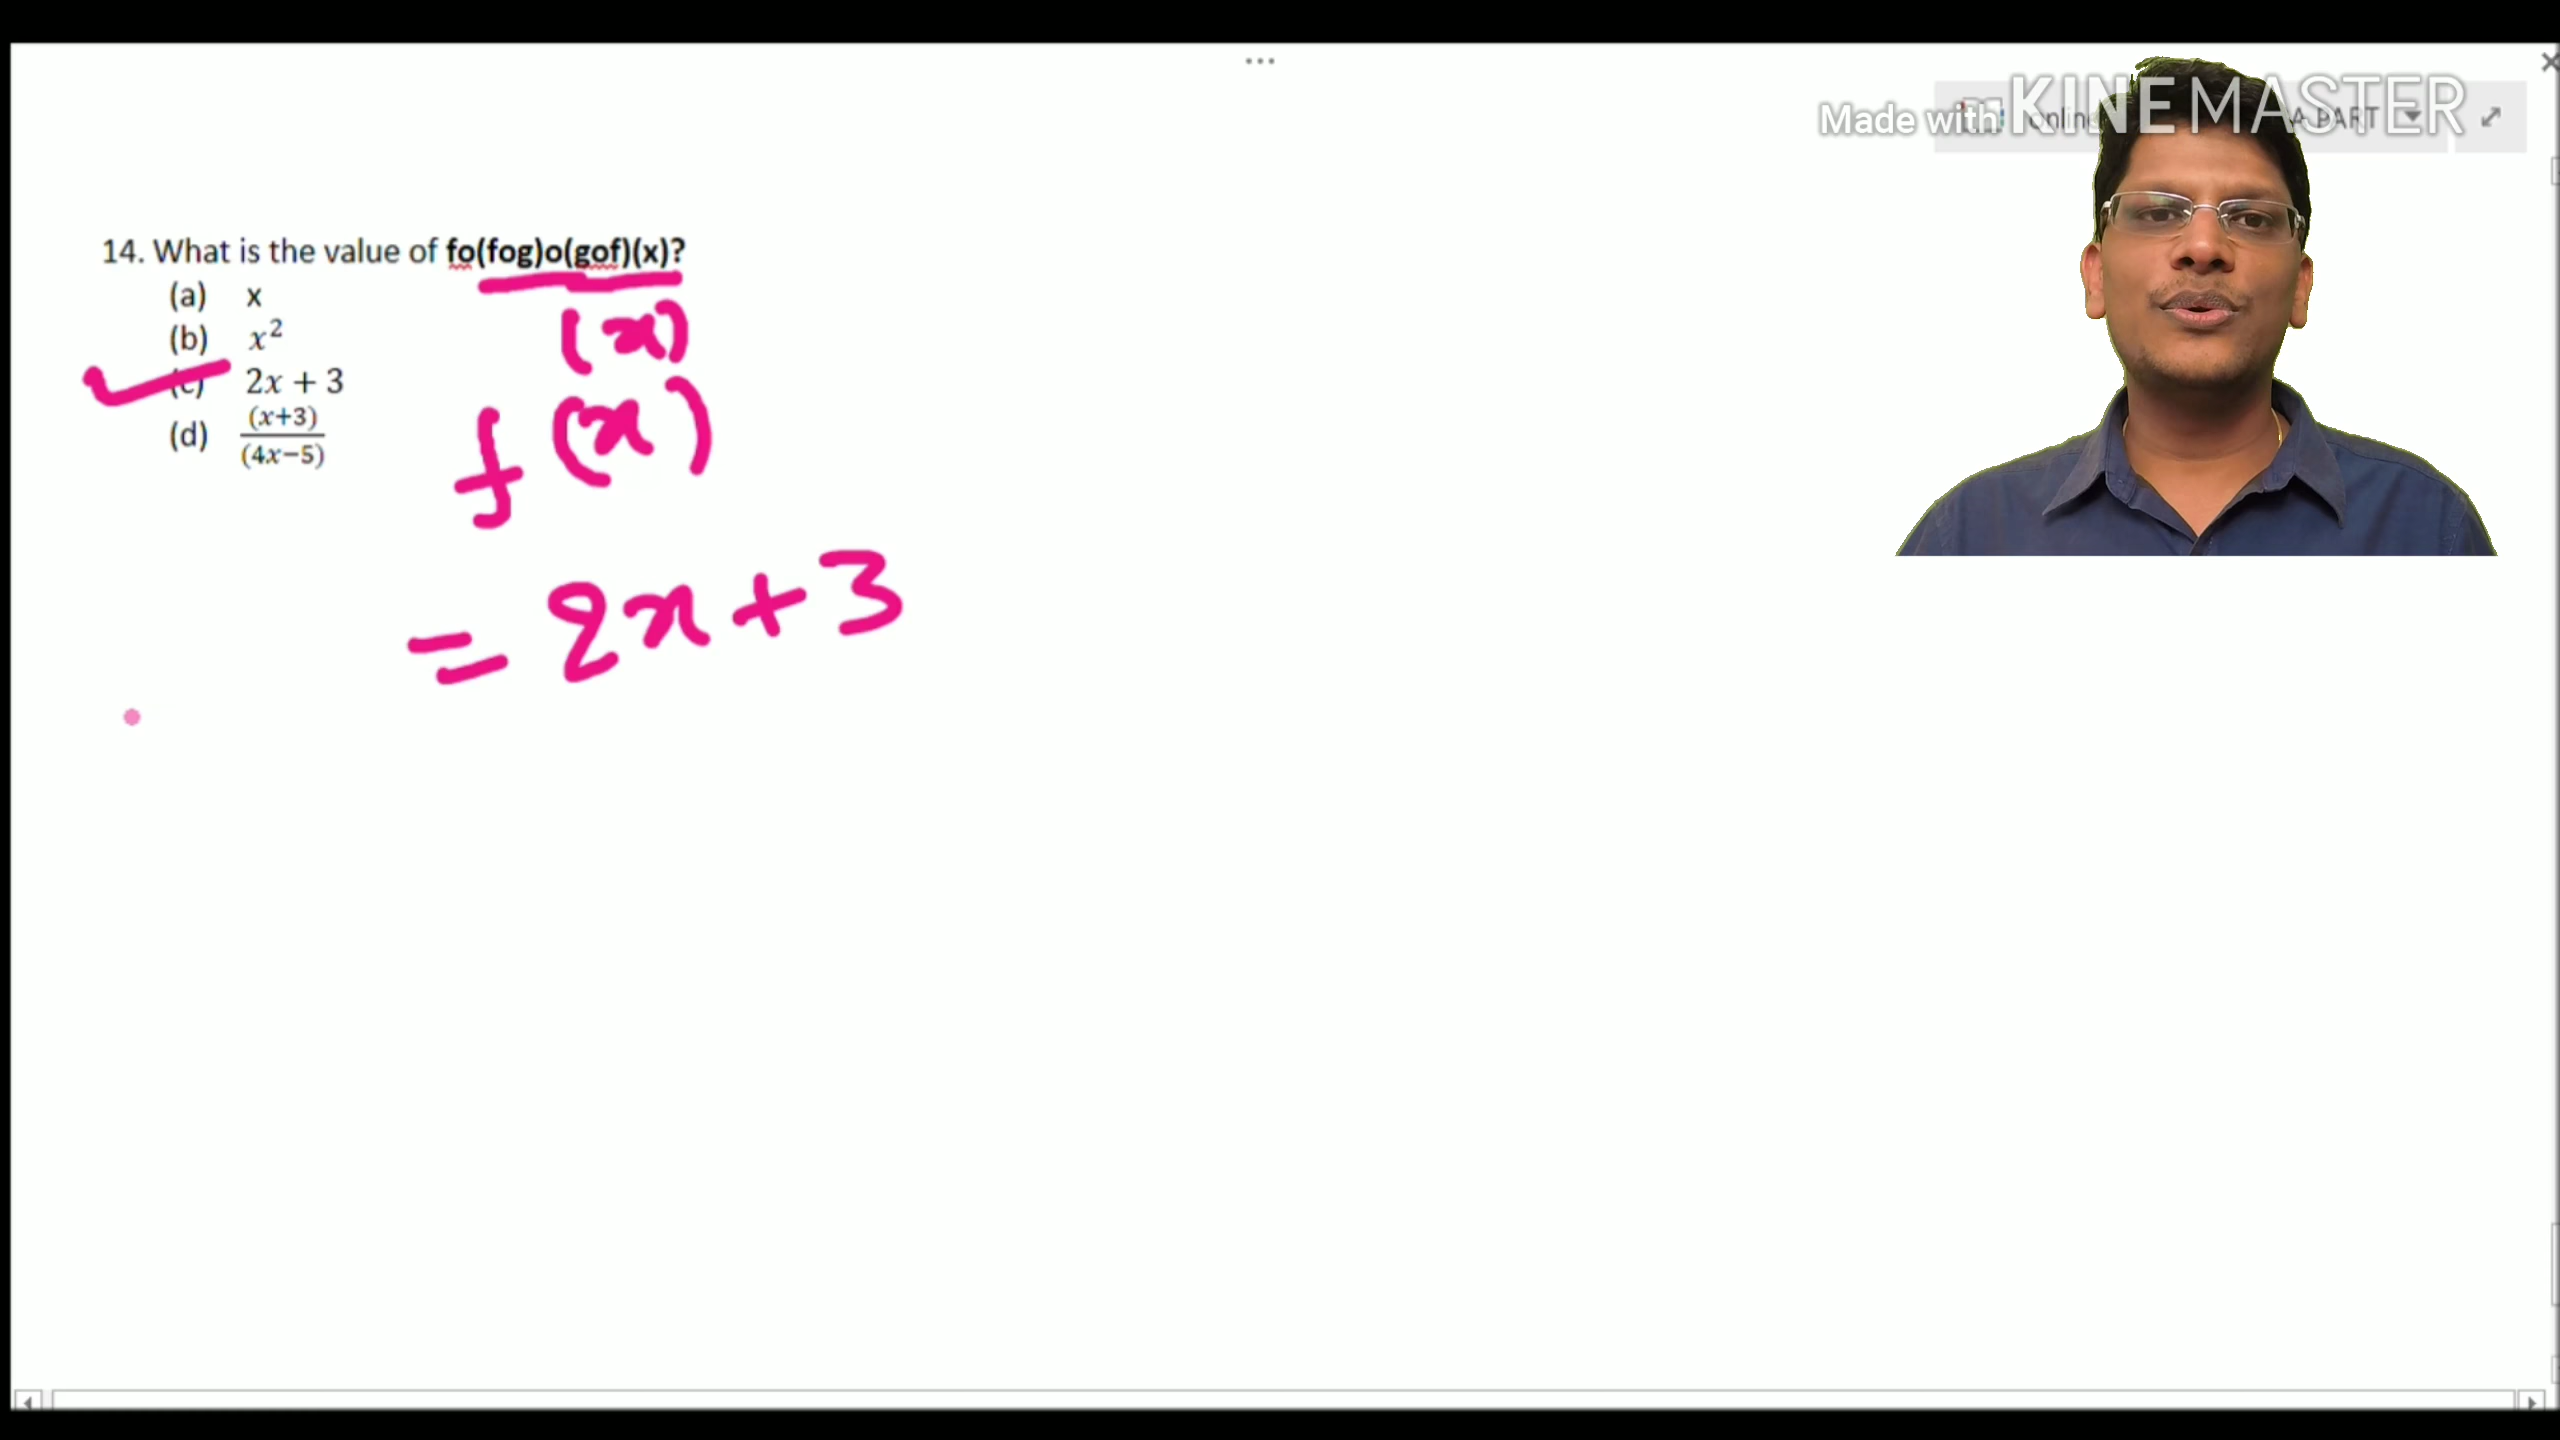 Made with KINEMASTER
A PART
14. What is the value of fo(fog)o(gof)(x)?
(a) x
(b) x²
(c) 2x + 3
(d) (x+3)
(4x−5)
(x)
f(x)
= 2x+3